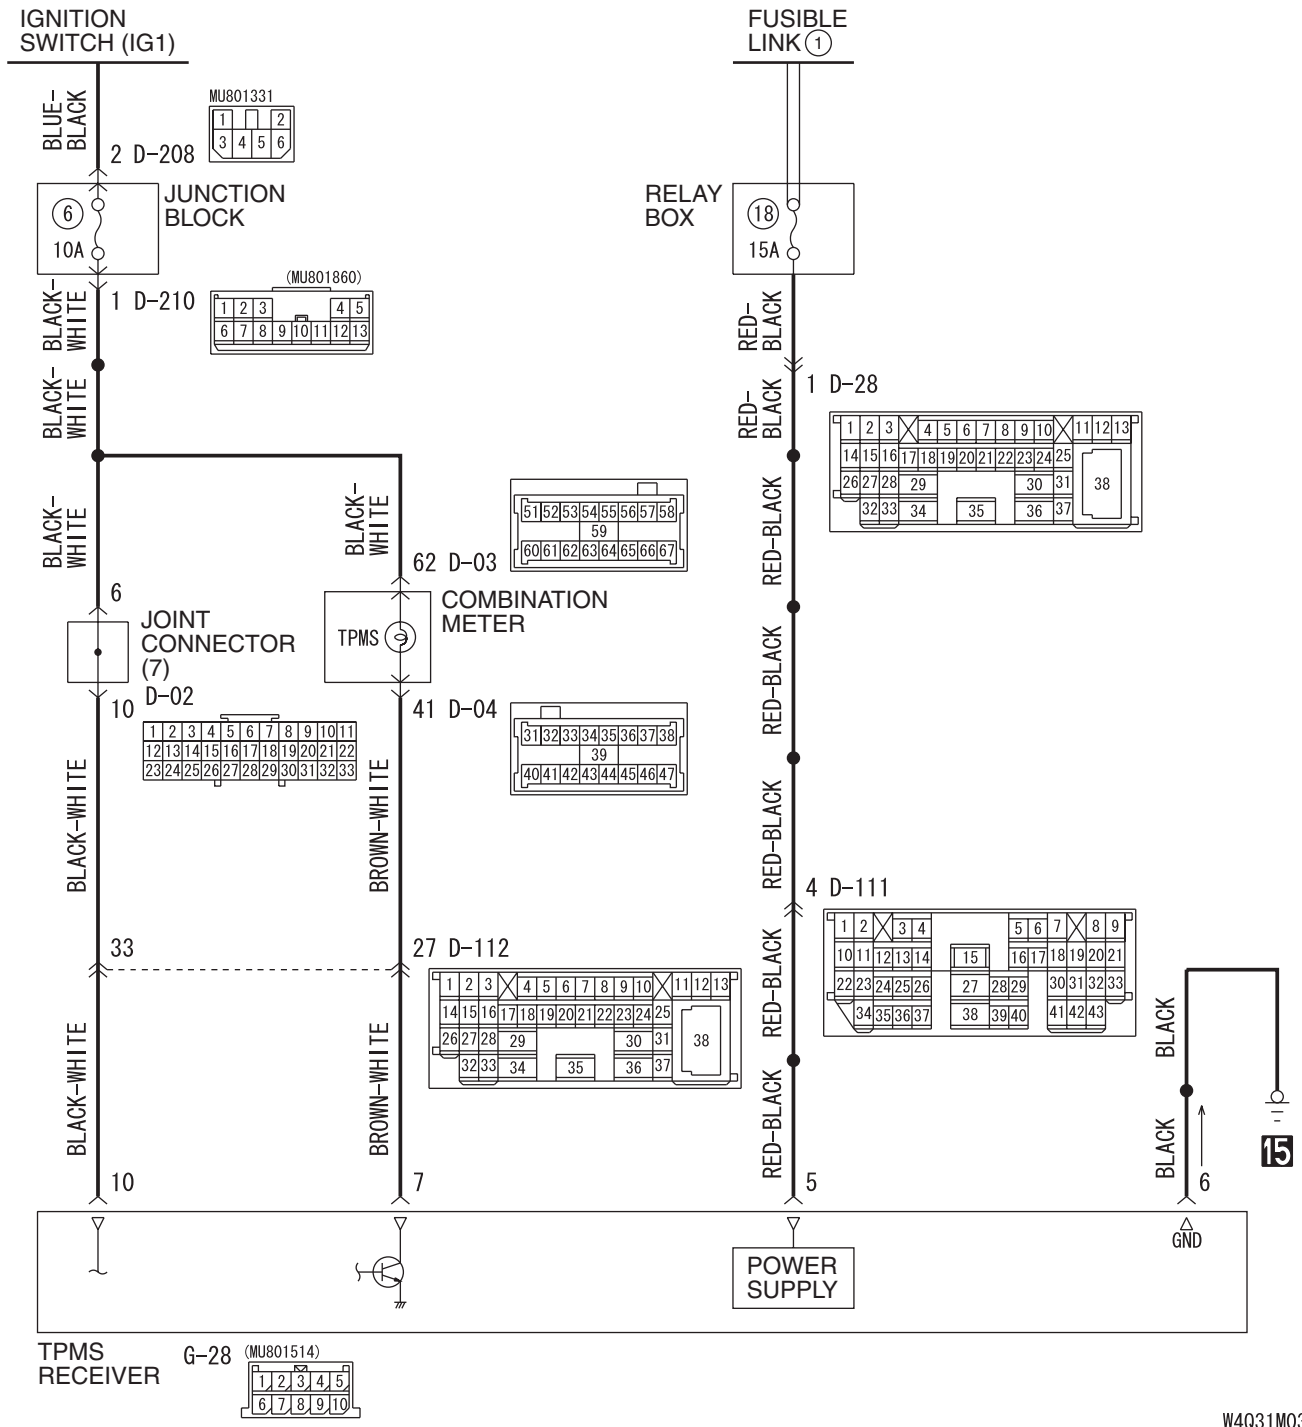 IGNITION
SWITCH (IG1)
FUSIBLE
LINK ①
BLUE-
BLACK
MU801331
1 2
3 4 5 6
2 D-208
JUNCTION
BLOCK
⑥
10A
RELAY
BOX
⑱
15A
1 D-210
(MU801860)
1 2 3 4 5
6 7 8 9 10 11 12 13
BLACK-
WHITE
BLACK-
WHITE
RED-
BLACK
1 D-28
RED-
BLACK
1 2 3 4 5 6 7 8 9 10 11 12 13
14 15 16 17 18 19 20 21 22 23 24 25
26 27 28 29 30 31 38
32 33 34 35 36 37
BLACK-
WHITE
BLACK-
WHITE
RED-BLACK
51 52 53 54 55 56 57 58
59
60 61 62 63 64 65 66 67
62 D-03
COMBINATION
METER
TPMS
6
JOINT
CONNECTOR
(7)
D-02
10
1 2 3 4 5 6 7 8 9 10 11
12 13 14 15 16 17 18 19 20 21 22
23 24 25 26 27 28 29 30 31 32 33
41 D-04
31 32 33 34 35 36 37 38
39
40 41 42 43 44 45 46 47
RED-BLACK
BLACK-WHITE
BROWN-WHITE
RED-BLACK
4 D-111
1 2 3 4 5 6 7 8 9
10 11 12 13 14 15 16 17 18 19 20 21
22 23 24 25 26 27 28 29 30 31 32 33
34 35 36 37 38 39 40 41 42 43
33
27 D-112
1 2 3 4 5 6 7 8 9 10 11 12 13
14 15 16 17 18 19 20 21 22 23 24 25
26 27 28 29 30 31 38
32 33 34 35 36 37
RED-BLACK
BLACK
BLACK-WHITE
BROWN-WHITE
RED-BLACK
BLACK
15
10
7
5
6
GND
POWER
SUPPLY
TPMS
RECEIVER
G-28 (MU801514)
1 2 3 4 5
6 7 8 9 10